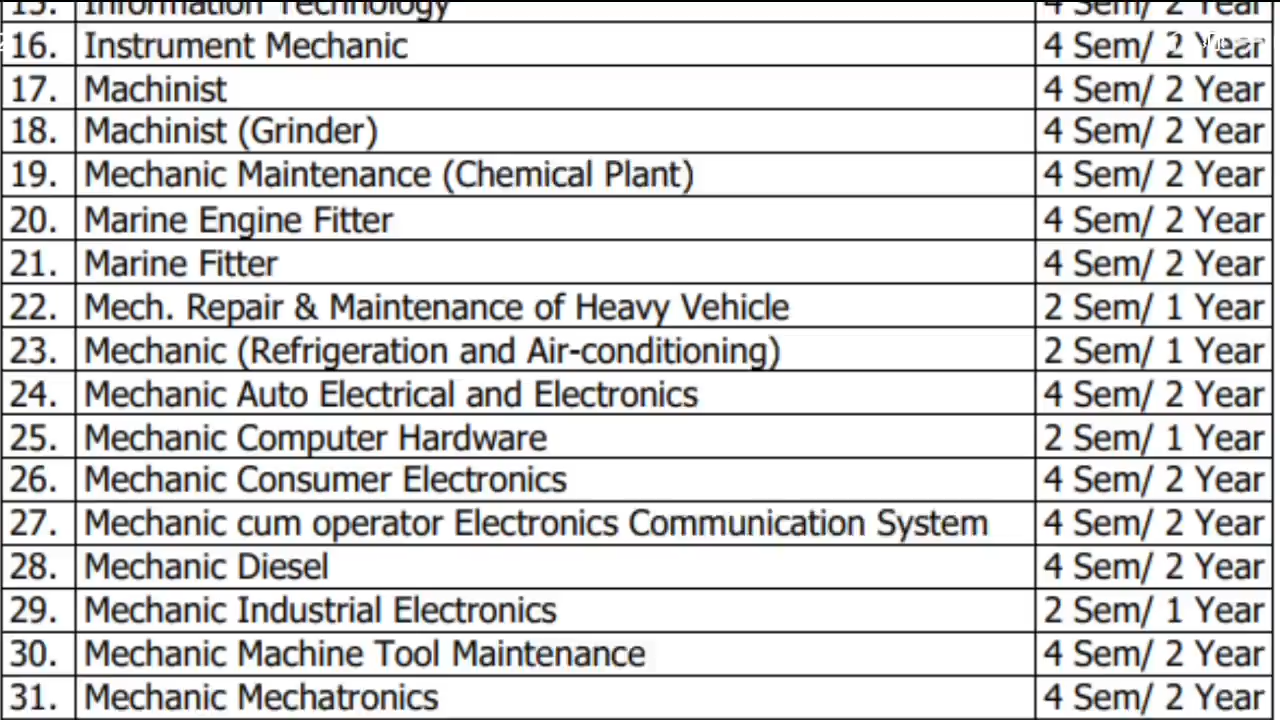 15. Information Technology 4 Sem/ 2 Year
16. Instrument Mechanic 4 Sem/ 2 Year
17. Machinist 4 Sem/ 2 Year
18. Machinist (Grinder) 4 Sem/ 2 Year
19. Mechanic Maintenance (Chemical Plant) 4 Sem/ 2 Year
20. Marine Engine Fitter 4 Sem/ 2 Year
21. Marine Fitter 4 Sem/ 2 Year
22. Mech. Repair & Maintenance of Heavy Vehicle 2 Sem/ 1 Year
23. Mechanic (Refrigeration and Air-conditioning) 2 Sem/ 1 Year
24. Mechanic Auto Electrical and Electronics 4 Sem/ 2 Year
25. Mechanic Computer Hardware 2 Sem/ 1 Year
26. Mechanic Consumer Electronics 4 Sem/ 2 Year
27. Mechanic cum operator Electronics Communication System 4 Sem/ 2 Year
28. Mechanic Diesel 4 Sem/ 2 Year
29. Mechanic Industrial Electronics 2 Sem/ 1 Year
30. Mechanic Machine Tool Maintenance 4 Sem/ 2 Year
31. Mechanic Mechatronics 4 Sem/ 2 Year